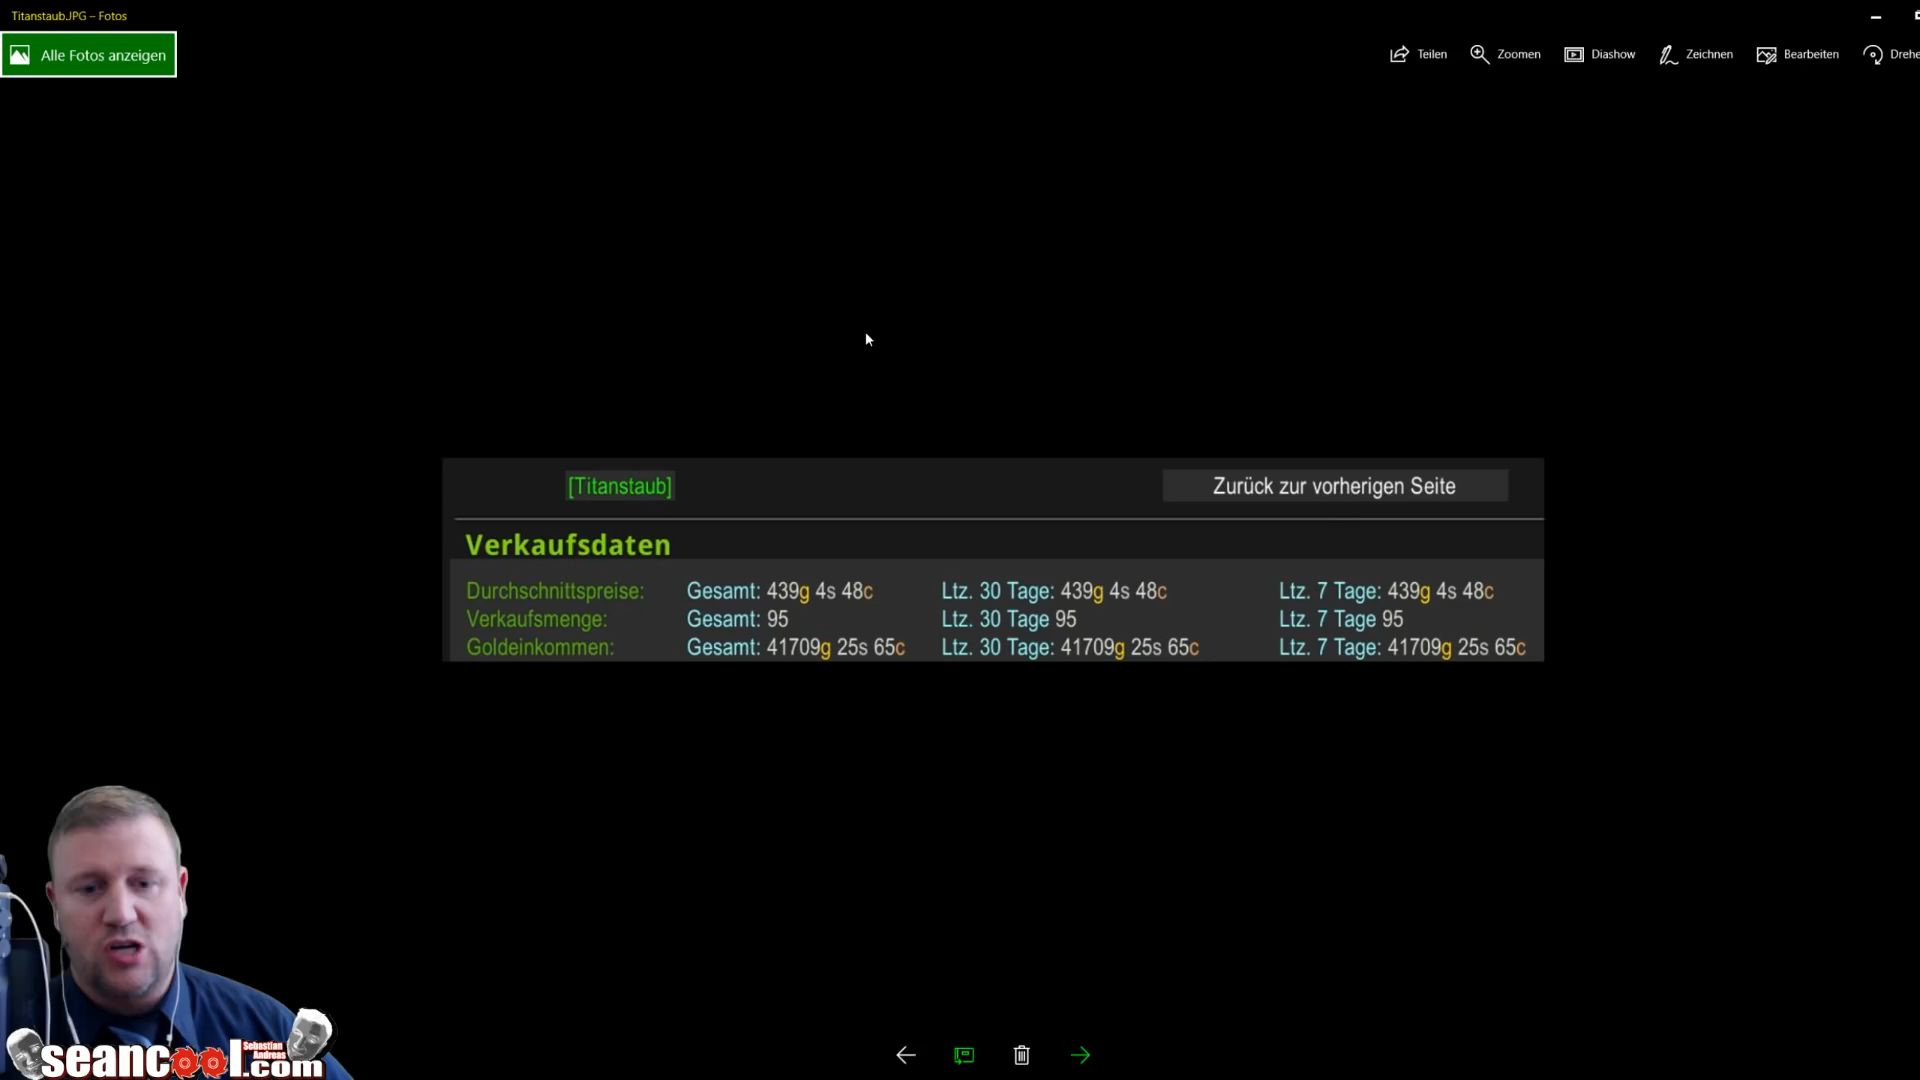 Titanstaub.JPG – Fotos
Alle Fotos anzeigen
Teilen Zoomen Diashow Zeichnen Bearbeiten Drehe
[Titanstaub] Zurück zur vorherigen Seite
Verkaufsdaten
Durchschnittspreise: Gesamt: 439g 4s 48c Ltz. 30 Tage: 439g 4s 48c Ltz. 7 Tage: 439g 4s 48c
Verkaufsmenge: Gesamt: 95 Ltz. 30 Tage 95 Ltz. 7 Tage 95
Goldeinkommen: Gesamt: 41709g 25s 65c Ltz. 30 Tage: 41709g 25s 65c Ltz. 7 Tage: 41709g 25s 65c
Sebastian
Andreas
seancool.com